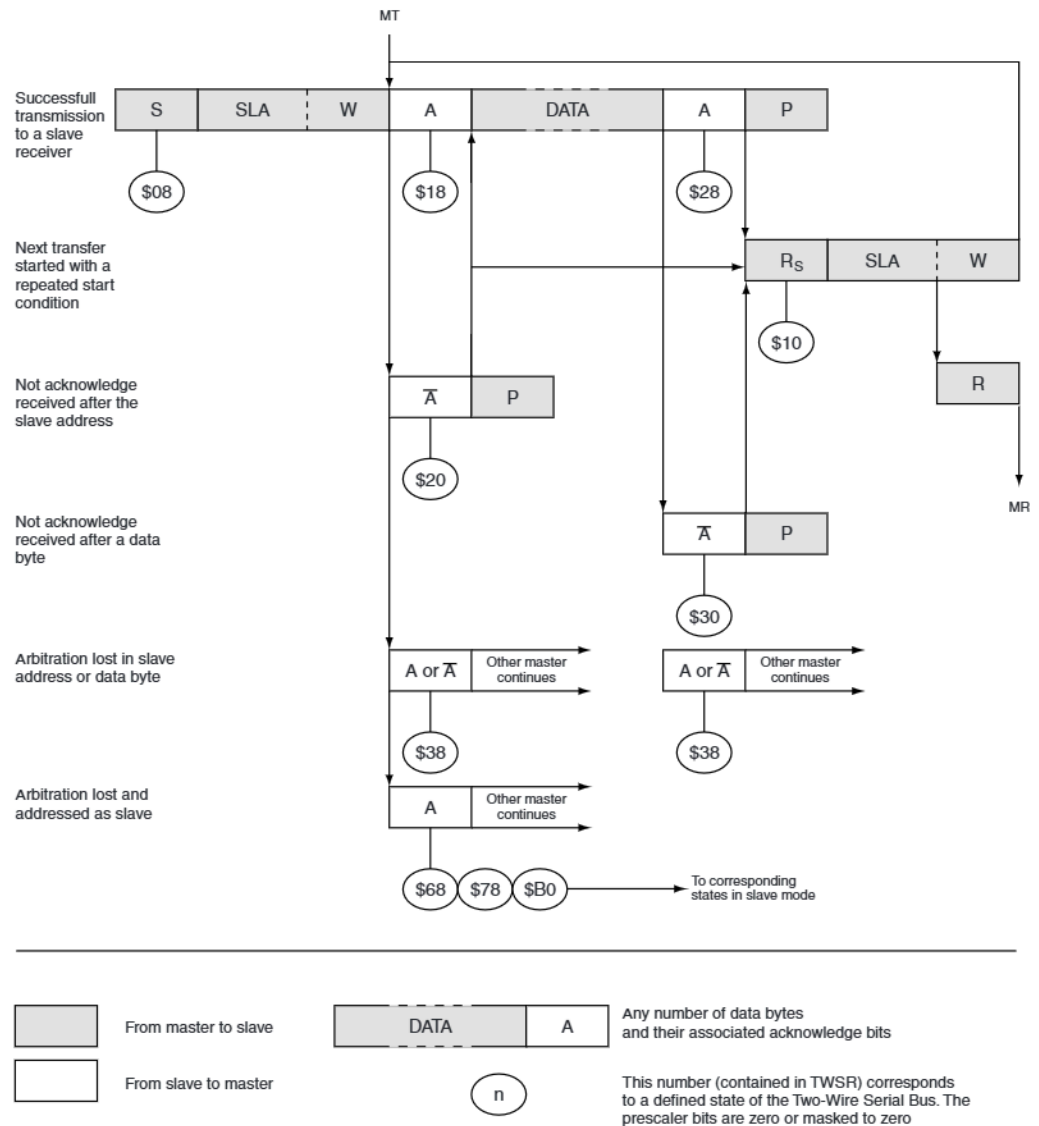 MT
Successfull
transmission
to a slave
receiver
S SLA W A DATA A P
$08 $18 $28
Next transfer
started with a
repeated start
condition
RS SLA W
$10
Not acknowledge
received after the
slave address
A̅ P
R
$20
MR
Not acknowledge
received after a data
byte
A̅ P
$30
Arbitration lost in slave
address or data byte
A or A̅ Other master
continues
A or A̅ Other master
continues
$38 $38
Arbitration lost and
addressed as slave
A Other master
continues
$68 $78 $B0 To corresponding
states in slave mode
From master to slave
DATA A
Any number of data bytes
and their associated acknowledge bits
From slave to master
n
This number (contained in TWSR) corresponds
to a defined state of the Two-Wire Serial Bus. The
prescaler bits are zero or masked to zero